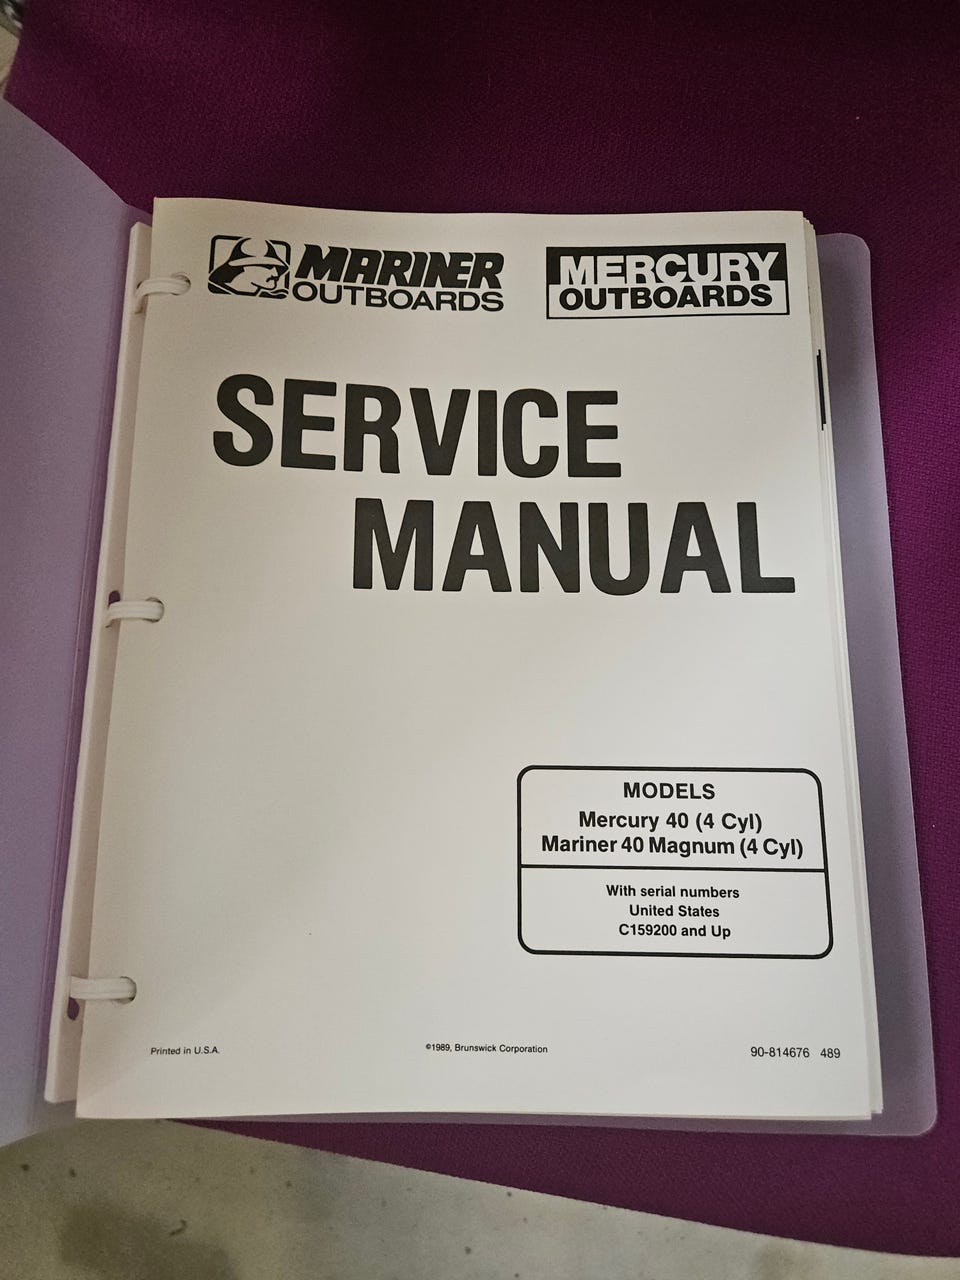 MARINER
OUTBOARDS
MERCURY
OUTBOARDS
SERVICE
MANUAL
MODELS
Mercury 40 (4 Cyl)
Mariner 40 Magnum (4 Cyl)
With serial numbers
United States
C159200 and Up
Printed in U.S.A.
©1989, Brunswick Corporation
90-814676 489